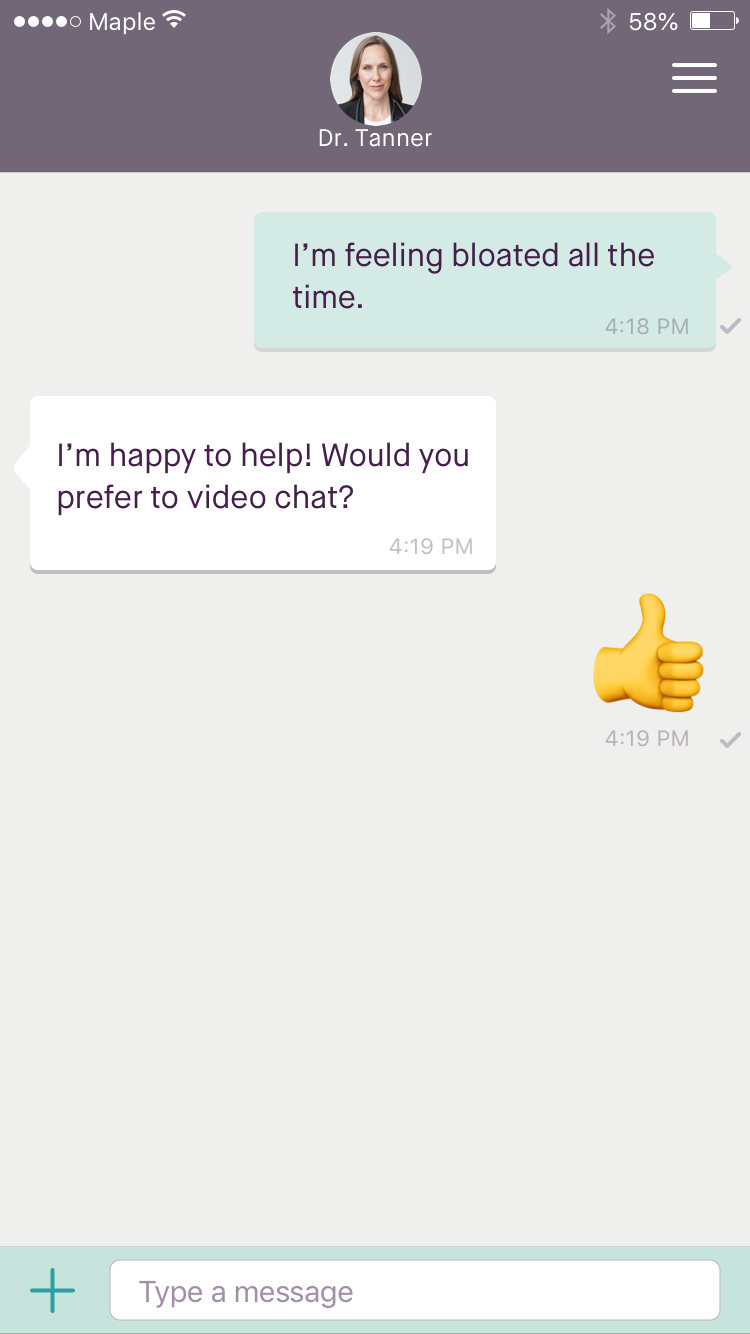 Maple 58%
Dr. Tanner
I’m feeling bloated all the
time.
4:18 PM
I’m happy to help! Would you
prefer to video chat?
4:19 PM
4:19 PM
Type a message